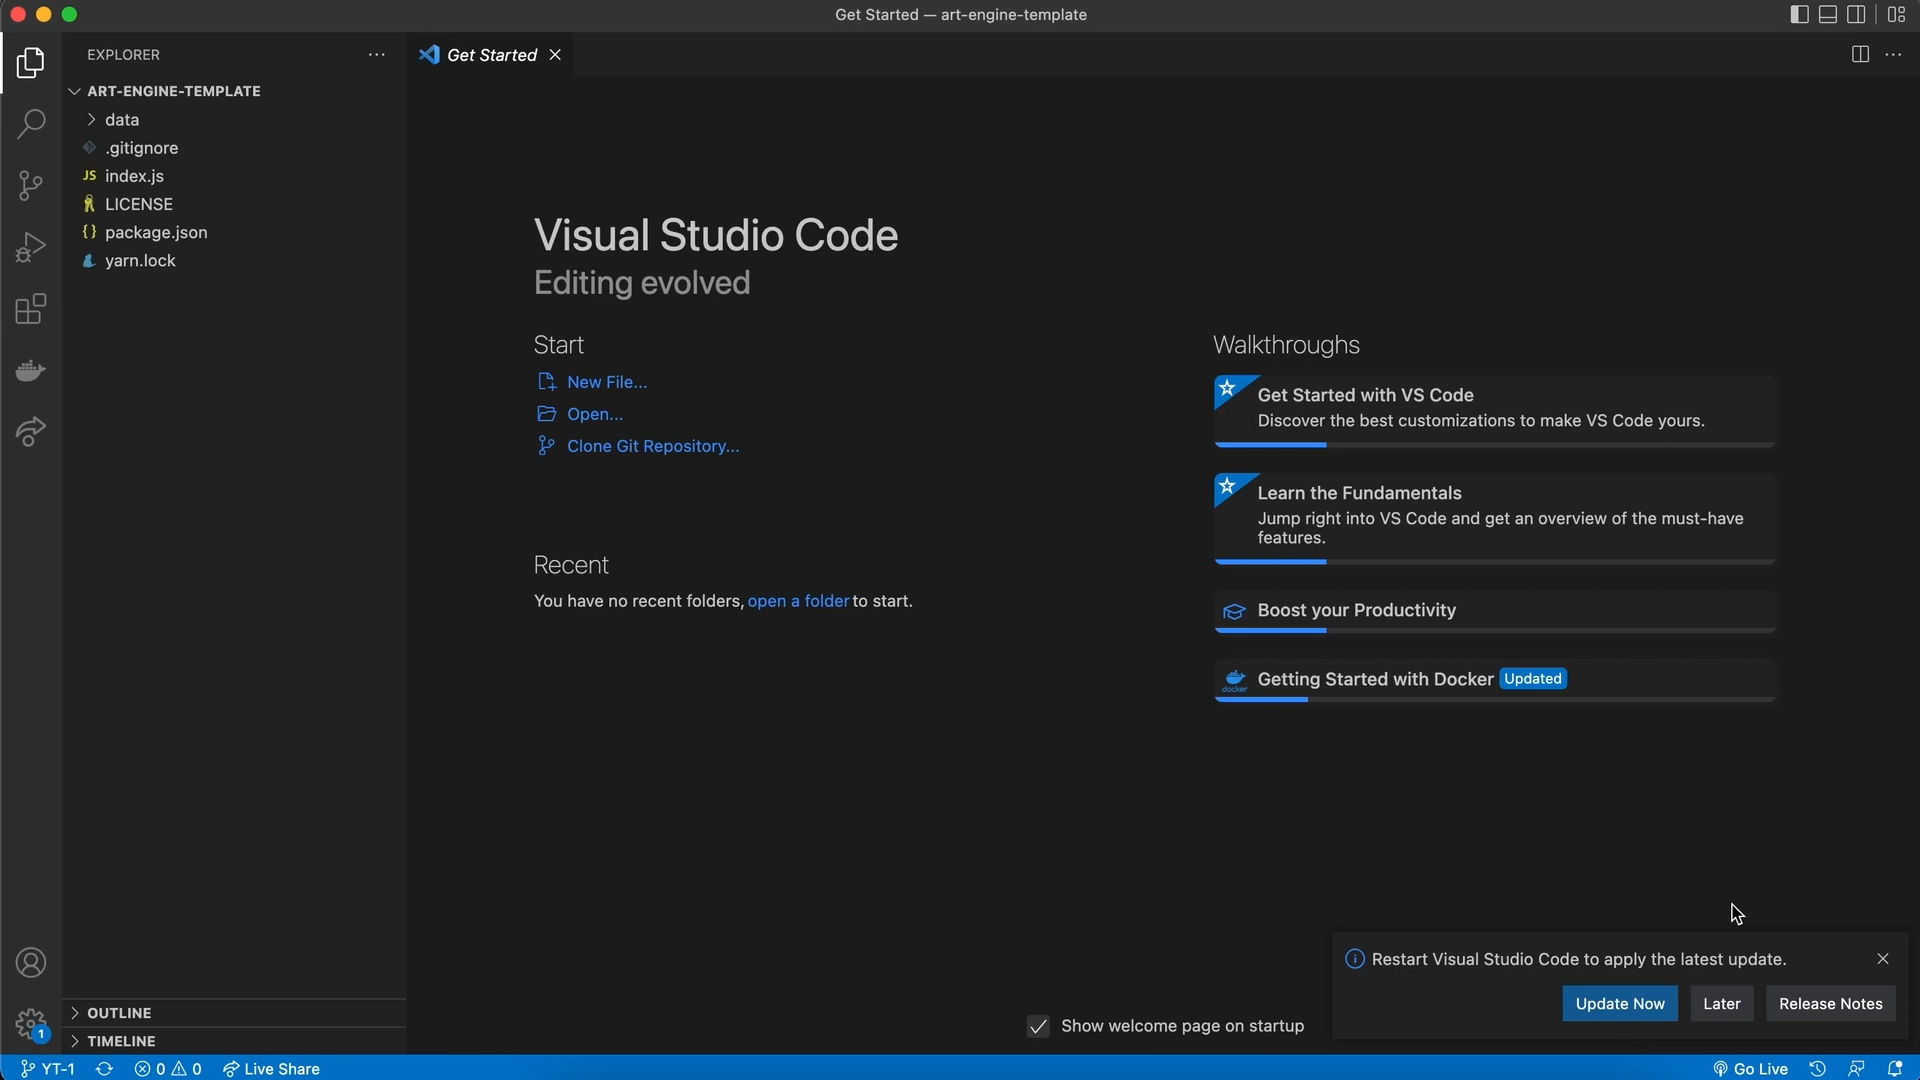 Get Started — art-engine-template
EXPLORER
Get Started
ART-ENGINE-TEMPLATE
data
.gitignore
JS index.js
LICENSE
{} package.json
yarn.lock
Visual Studio Code
Editing evolved
Start
New File...
Open...
Clone Git Repository...
Recent
You have no recent folders, open a folder to start.
Walkthroughs
Get Started with VS Code
Discover the best customizations to make VS Code yours.
Learn the Fundamentals
Jump right into VS Code and get an overview of the must-have
features.
Boost your Productivity
docker
Getting Started with Docker Updated
Restart Visual Studio Code to apply the latest update.
Update Now Later Release Notes
Show welcome page on startup
1
OUTLINE
TIMELINE
YT-1 0 0 Live Share Go Live